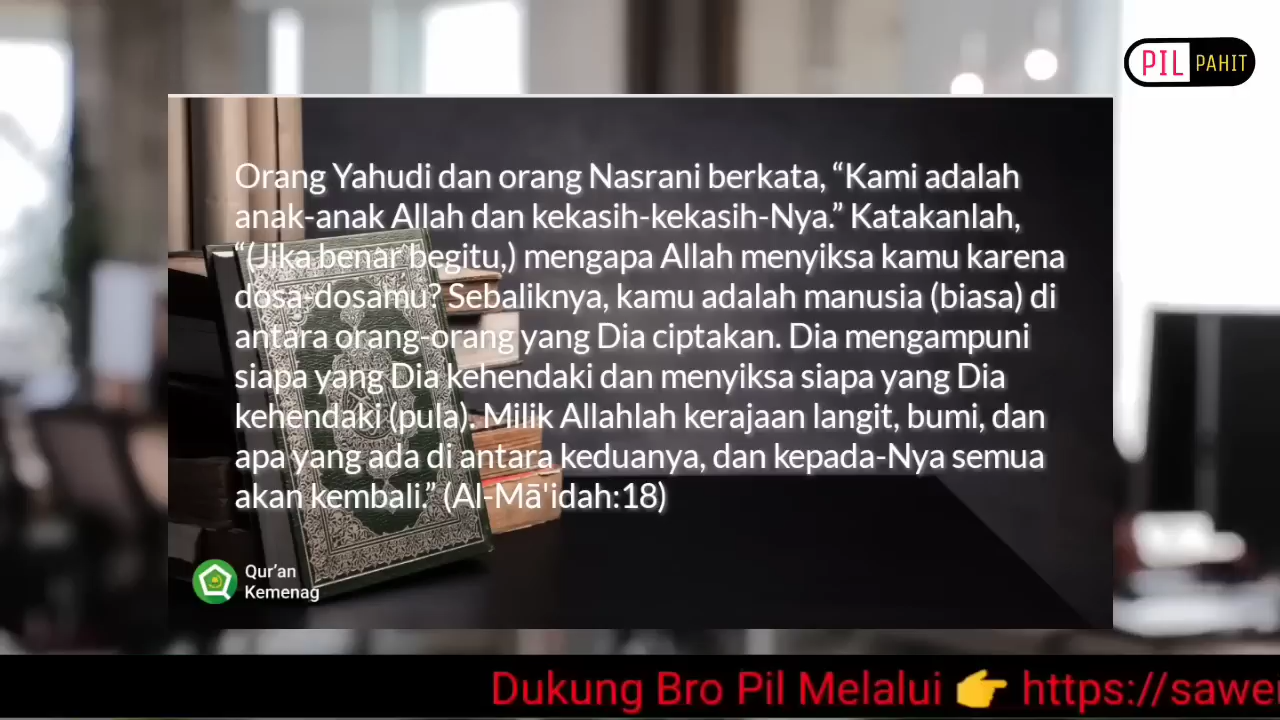 PIL PAHIT
Orang Yahudi dan orang Nasrani berkata, “Kami adalah
anak-anak Allah dan kekasih-kekasih-Nya.” Katakanlah,
“(Jika benar begitu,) mengapa Allah menyiksa kamu karena
dosa-dosamu? Sebaliknya, kamu adalah manusia (biasa) di
antara orang-orang yang Dia ciptakan. Dia mengampuni
siapa yang Dia kehendaki dan menyiksa siapa yang Dia
kehendaki (pula). Milik Allahlah kerajaan langit, bumi, dan
apa yang ada di antara keduanya, dan kepada-Nya semua
akan kembali.” (Al-Mā'idah:18)
Qur’an
Kemenag
Dukung Bro Pil Melalui 👉 https://sawe